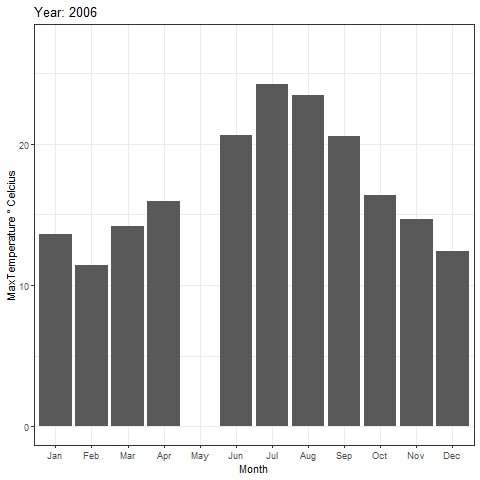 Year: 2006
MaxTemperature " Celcius
20
10
0
Jan Feb Mar Apr May Jun Jul Aug Sep Oct Nov Dec
Month